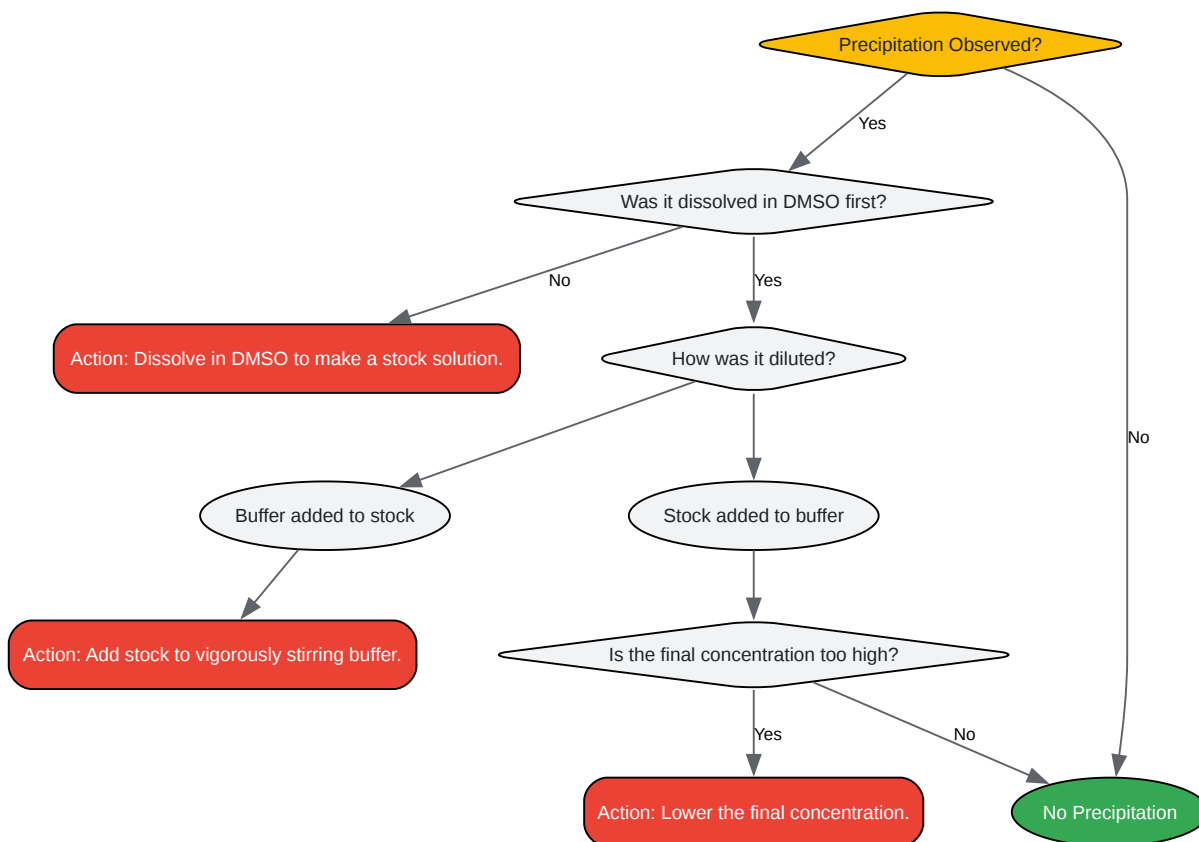 Precipitation Observed?
Yes
Was it dissolved in DMSO first?
No
Yes
Action: Dissolve in DMSO to make a stock solution.
How was it diluted?
No
Buffer added to stock
Stock added to buffer
Action: Add stock to vigorously stirring buffer.
Is the final concentration too high?
Yes
No
Action: Lower the final concentration.
No Precipitation